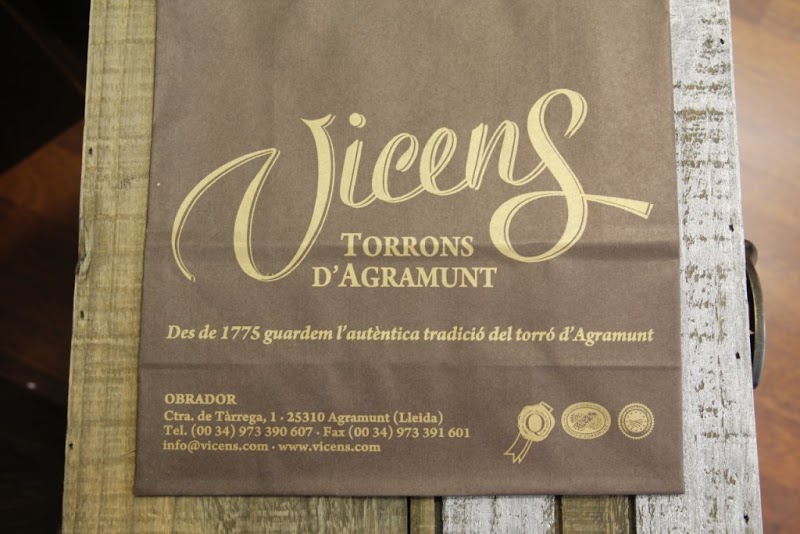 Vicens
TORRONS
D'AGRAMUNT
Des de 1775 guardem l'autèntica tradició del torró d'Agramunt
OBRADOR
Ctra. de Tàrrega, 1 · 25310 Agramunt (Lleida)
Tel. (00 34) 973 390 607 · Fax (00 34) 973 391 601
info@vicens.com · www.vicens.com
Q